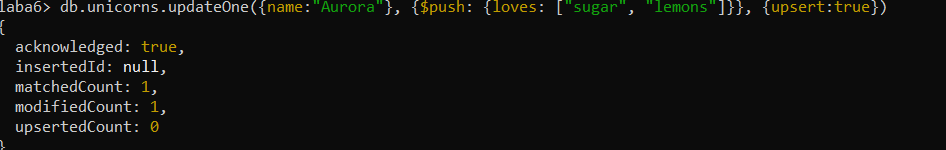 laba6> db.unicorns.updateOne({name:"Aurora"}, {$push: {loves: ["sugar", "lemons"]}}, {upsert:true})
{
  acknowledged: true,
  insertedId: null,
  matchedCount: 1,
  modifiedCount: 1,
  upsertedCount: 0
}